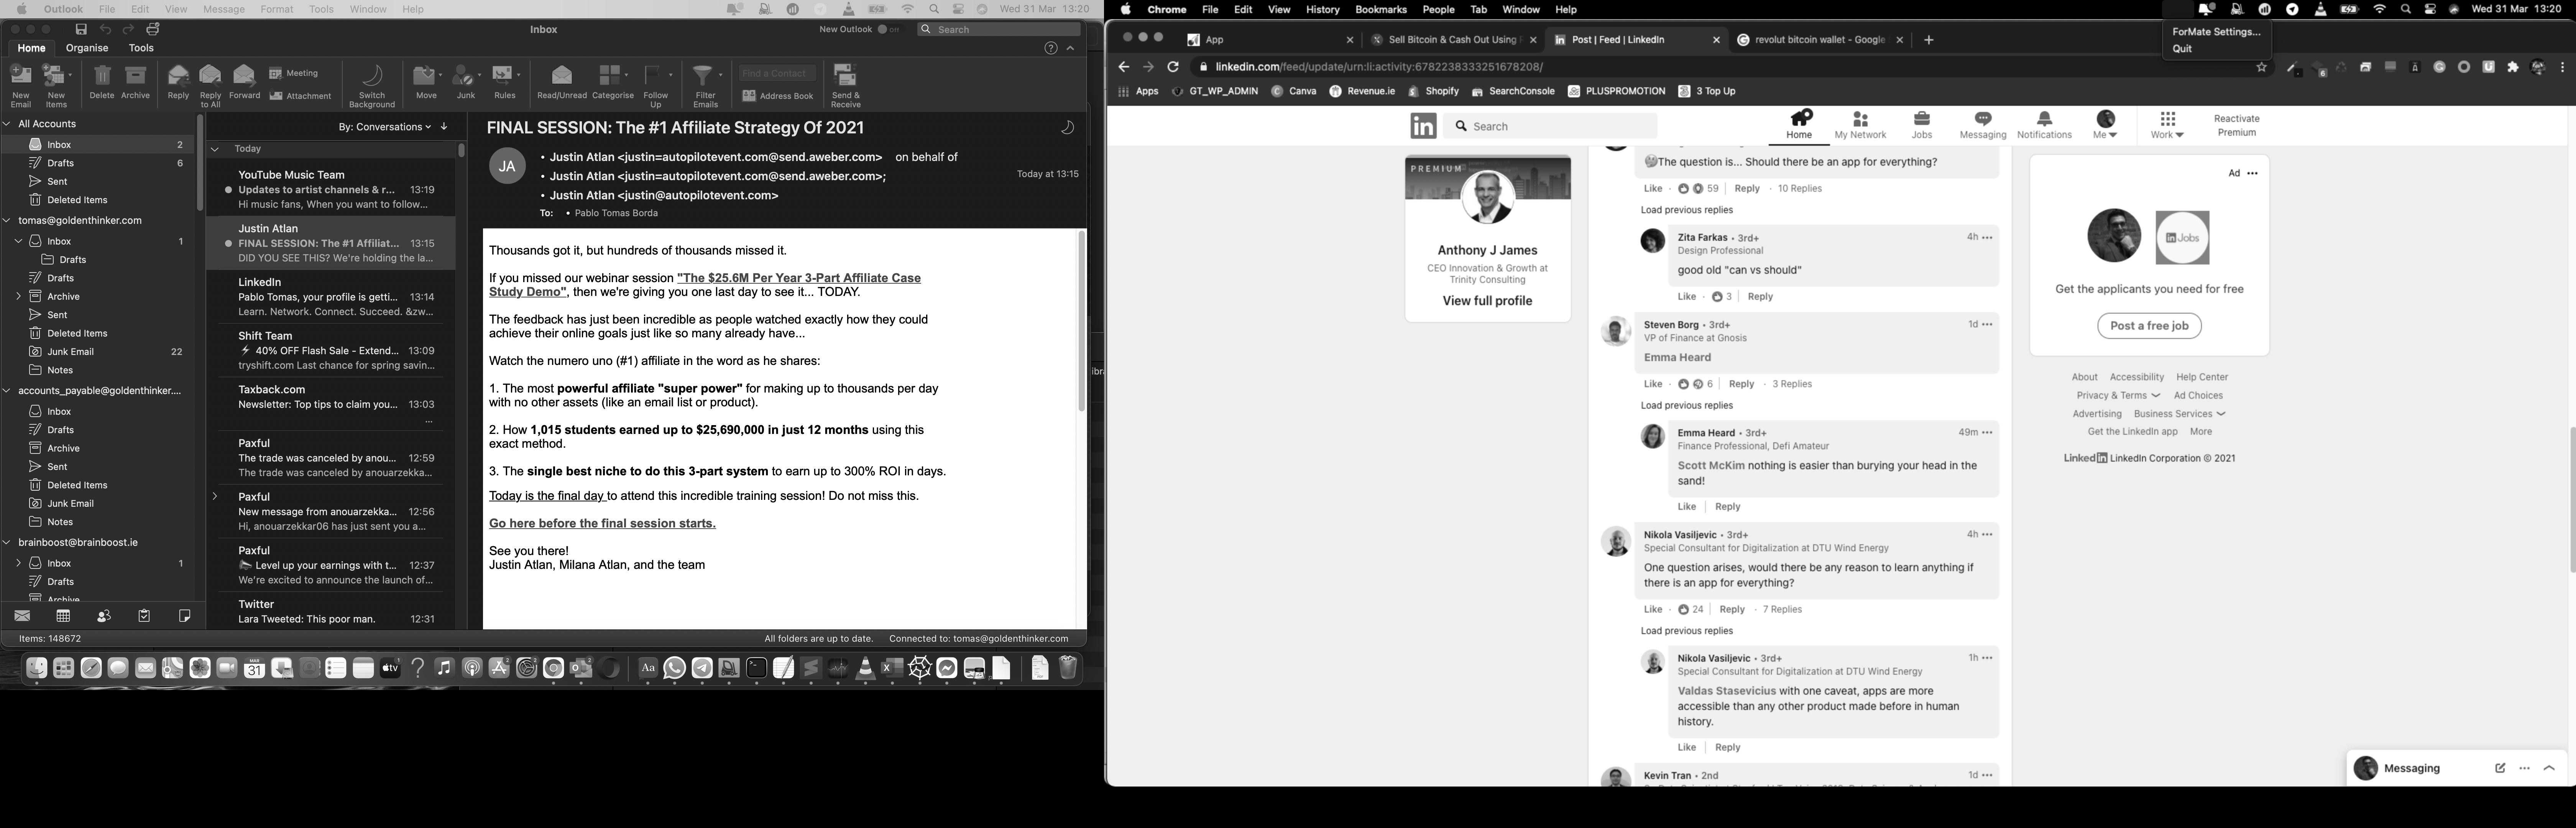 Outlook File Edit View Message Format Tools Window Help Wed 31 Mar 13:20
Inbox New Outlook Search
Home Organise Tools
New Email
New Items
Delete Archive
Reply
Reply to All
Forward
Meeting
Attachment
Switch Background
Move Junk Rules
Read/Unread Categorise Follow Up
Filter Emails
Find a Contact
Address Book
Send & Receive
All Accounts
Inbox 2
Drafts 6
Sent
Deleted Items
tomas@goldenthinker.com
Inbox 1
Drafts
Drafts
Archive
Sent
Deleted Items
Junk Email 22
Notes
accounts_payable@goldenthinker....
Inbox
Drafts
Archive
Sent
Deleted Items
Junk Email
Notes
brainboost@brainboost.ie
Inbox 1
Drafts
Archive
Items: 148672
By: Conversations
Today
YouTube Music Team
Updates to artist channels & r... 13:19
Hi music fans, When you want to follow...
Justin Atlan
FINAL SESSION: The #1 Affiliat... 13:15
DID YOU SEE THIS? We're holding the la...
LinkedIn
Pablo Tomas, your profile is getti... 13:14
Learn. Network. Connect. Succeed. &zw...
Shift Team
⚡ 40% OFF Flash Sale - Extend... 13:09
tryshift.com Last chance for spring savin...
Taxback.com
Newsletter: Top tips to claim you... 13:03
...
Paxful
The trade was canceled by anou... 12:59
The trade was canceled by anouarzekka...
Paxful
New message from anouarzekka... 12:56
Hi, anouarzekkar06 has just sent you a...
Paxful
Level up your earnings with t... 12:37
We're excited to announce the launch of...
Twitter
Lara Tweeted: This poor man. 12:31
FINAL SESSION: The #1 Affiliate Strategy Of 2021
JA
• Justin Atlan <justin=autopilotevent.com@send.aweber.com> on behalf of
• Justin Atlan <justin=autopilotevent.com@send.aweber.com>;
• Justin Atlan <justin@autopilotevent.com>
Today at 13:15
To: • Pablo Tomas Borda
Thousands got it, but hundreds of thousands missed it.
If you missed our webinar session "The $25.6M Per Year 3-Part Affiliate Case
Study Demo", then we're giving you one last day to see it... TODAY.
The feedback has just been incredible as people watched exactly how they could
achieve their online goals just like so many already have...
Watch the numero uno (#1) affiliate in the word as he shares:
1. The most powerful affiliate "super power" for making up to thousands per day
with no other assets (like an email list or product).
2. How 1,015 students earned up to $25,690,000 in just 12 months using this
exact method.
3. The single best niche to do this 3-part system to earn up to 300% ROI in days.
Today is the final day to attend this incredible training session! Do not miss this.
Go here before the final session starts.
See you there!
Justin Atlan, Milana Atlan, and the team
All folders are up to date. Connected to: tomas@goldenthinker.com
Chrome File Edit View History Bookmarks People Tab Window Help Wed 31 Mar 13:20
ForMate Settings...
Quit
App
Sell Bitcoin & Cash Out Using
Post | Feed | LinkedIn
revolut bitcoin wallet - Google
linkedin.com/feed/update/urn:li:activity:6782238333251678208/
Apps GT_WP_ADMIN Canva Revenue.ie Shopify SearchConsole PLUSPROMOTION 3 Top Up
in Search
Home My Network Jobs Messaging Notifications Me Work
Reactivate
Premium
PREMIUM
Anthony J James
CEO Innovation & Growth at
Trinity Consulting
View full profile
The question is... Should there be an app for everything?
Like · 59 | Reply · 10 Replies
Load previous replies
Zita Farkas • 3rd+ 4h
Design Professional
good old "can vs should"
Like · 3 | Reply
Steven Borg • 3rd+ 1d
VP of Finance at Gnosis
Emma Heard
Like · 6 | Reply · 3 Replies
Load previous replies
Emma Heard • 3rd+ 49m
Finance Professional, Defi Amateur
Scott McKim nothing is easier than burying your head in the
sand!
Like | Reply
Nikola Vasiljevic • 3rd+ 4h
Special Consultant for Digitalization at DTU Wind Energy
One question arises, would there be any reason to learn anything if
there is an app for everything?
Like · 24 | Reply · 7 Replies
Load previous replies
Nikola Vasiljevic • 3rd+ 1h
Special Consultant for Digitalization at DTU Wind Energy
Valdas Stasevicius with one caveat, apps are more
accessible than any other product made before in human
history.
Like | Reply
Kevin Tran • 2nd 1d
Ad
in Jobs
Get the applicants you need for free
Post a free job
About Accessibility Help Center
Privacy & Terms Ad Choices
Advertising Business Services
Get the LinkedIn app More
LinkedIn LinkedIn Corporation © 2021
Messaging